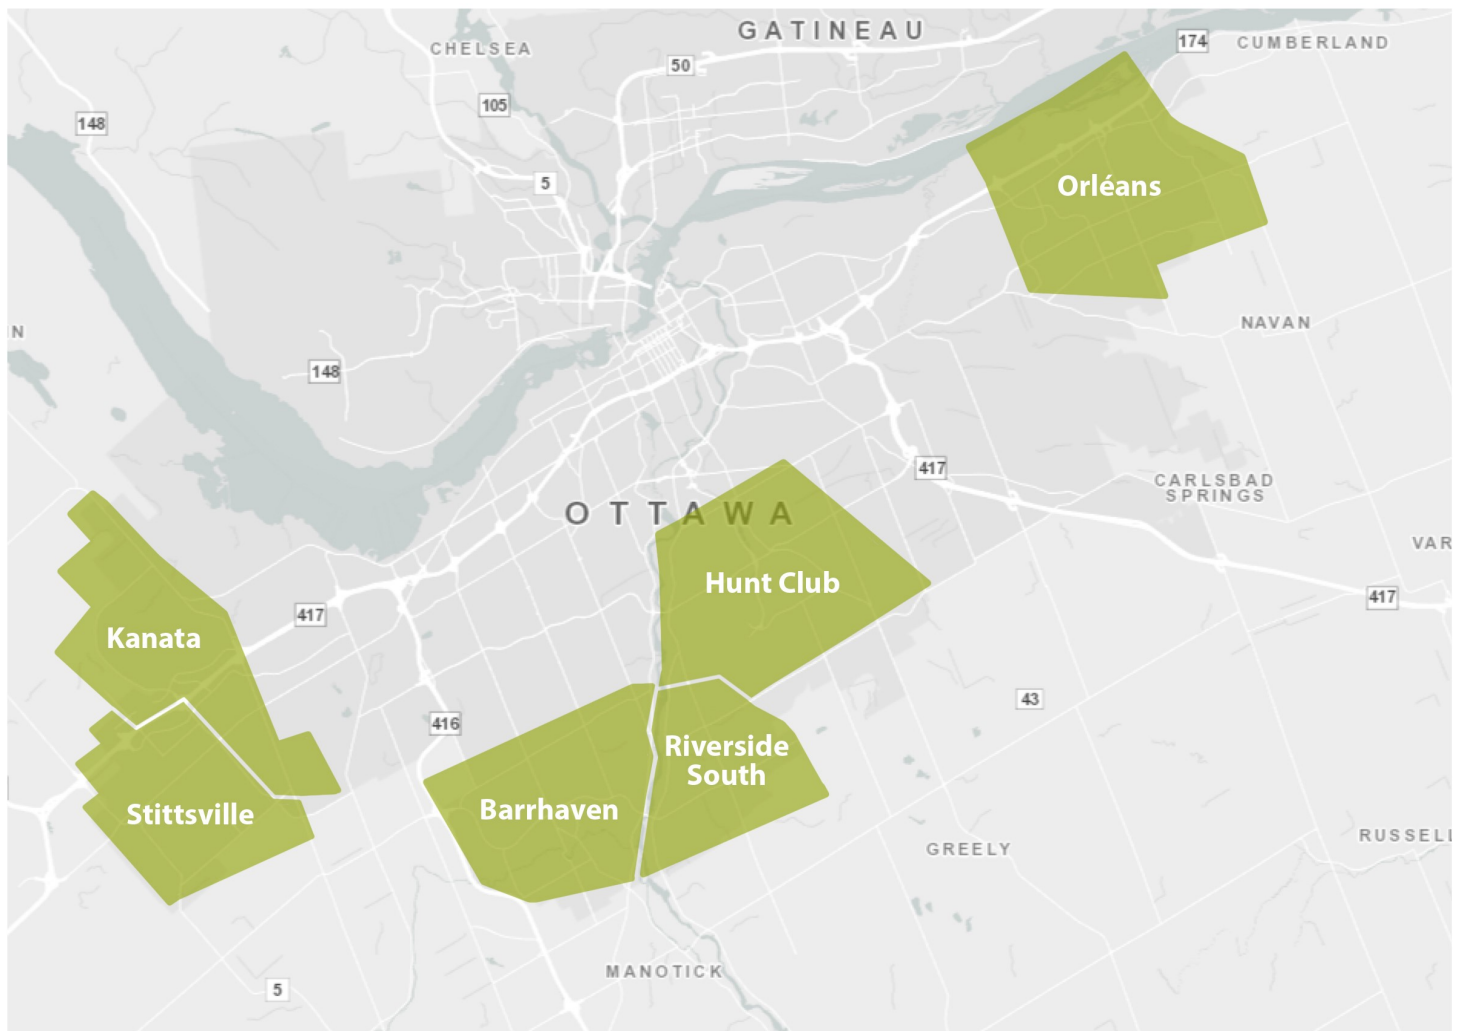 GATINEAU
174
CUMBERLAND
CHELSEA
50
105
148
5
Orléans
NAVAN
148
417
CARLSBAD
SPRINGS
OTTAWA
VAR
Hunt Club
417
417
Kanata
43
416
Riverside
South
Barrhaven
Stittsville
RUSSELL
GREELY
MANOTICK
5